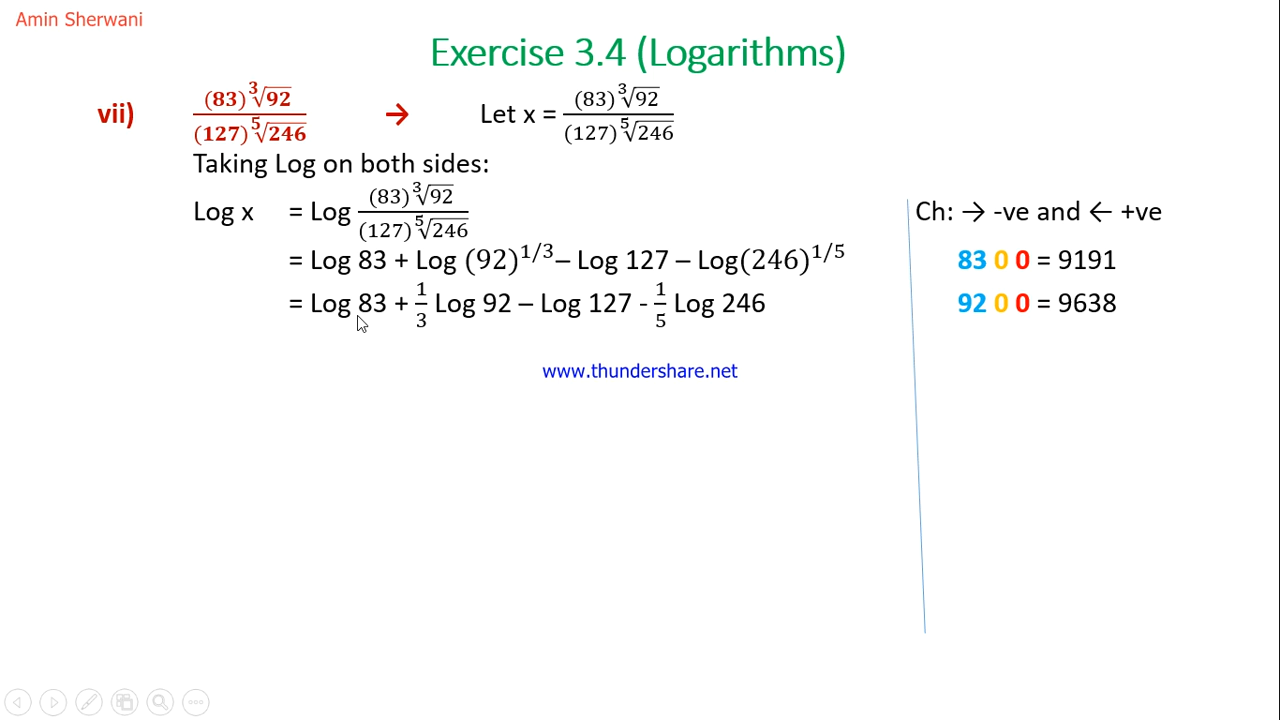 Amin Sherwani
Exercise 3.4 (Logarithms)
vii) (83)∛92 / (127)⁵√246 → Let x = (83)∛92 / (127)⁵√246
Taking Log on both sides:
Log x = Log (83)∛92 / (127)⁵√246
= Log 83 + Log (92)^1/3 – Log 127 – Log(246)^1/5
= Log 83 + 1/3 Log 92 – Log 127 - 1/5 Log 246
Ch: → -ve and ← +ve
83 0 0 = 9191
92 0 0 = 9638
www.thundershare.net